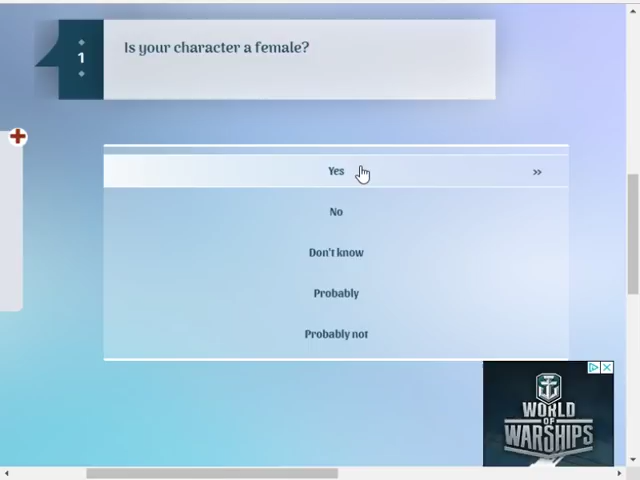 1
Is your character a female?
Yes
No
Don't know
Probably
Probably not
WORLD
OF
WARSHIPS